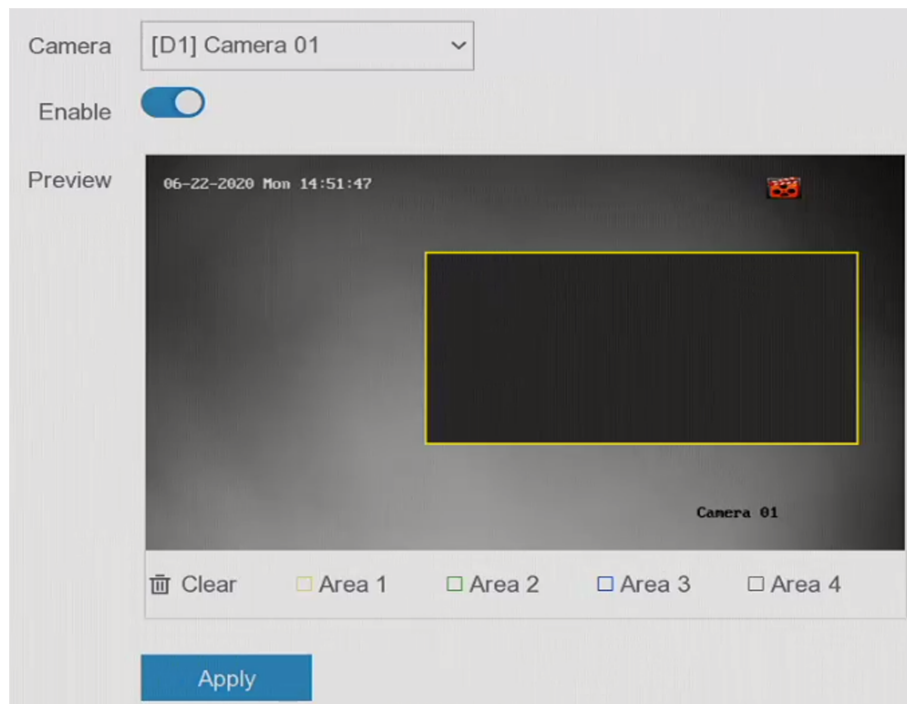 Camera [D1] Camera 01
Enable
Preview
06-22-2020 Mon 14:51:47
Camera 01
Clear Area 1 Area 2 Area 3 Area 4
Apply